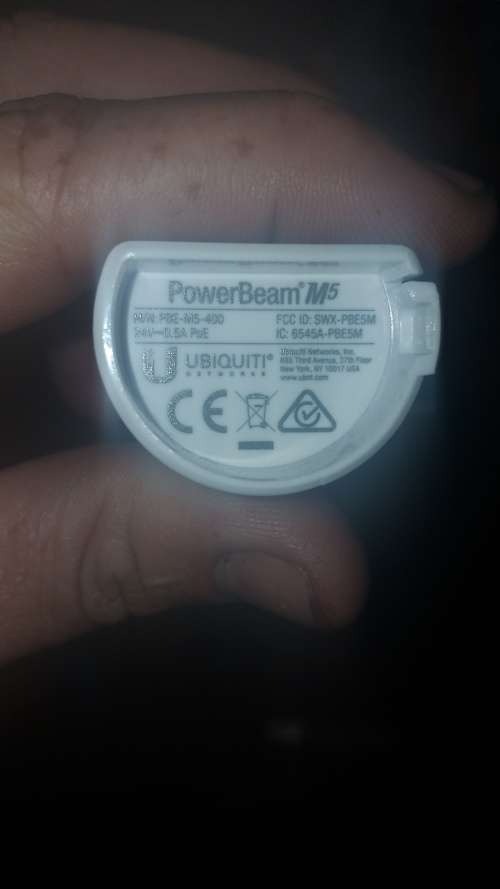 PowerBeam® M5
P/N: PBE-M5-400
24V⎓0.5A PoE
FCC ID: SWX-PBE5M
IC: 6545A-PBE5M
UBIQUITI®
NETWORKS
Ubiquiti Networks, Inc.
685 Third Avenue, 27th Floor
New York, NY 10017 USA
www.ubnt.com
CE